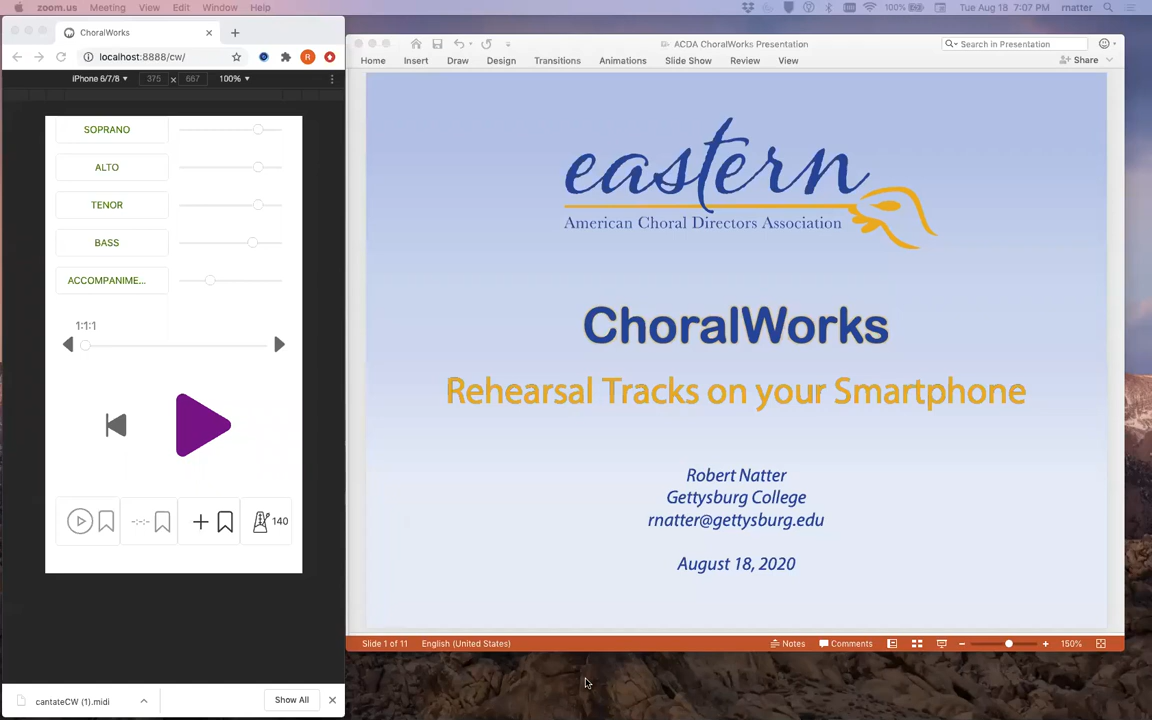 zoom.us Meeting View Edit Window Help
100% Tue Aug 18 7:07 PM rnatter
ChoralWorks
localhost:8888/cw/
R
iPhone 6/7/8 375 x 667 100%
SOPRANO
ALTO
TENOR
BASS
ACCOMPANIME...
1:1:1
-:-:-
140
cantateCW (1).midi
Show All
ACDA ChoralWorks Presentation
Search in Presentation
Home Insert Draw Design Transitions Animations Slide Show Review View
Share
eastern
American Choral Directors Association
ChoralWorks
Rehearsal Tracks on your Smartphone
Robert Natter
Gettysburg College
rnatter@gettysburg.edu
August 18, 2020
Slide 1 of 11 English (United States)
Notes Comments
150%